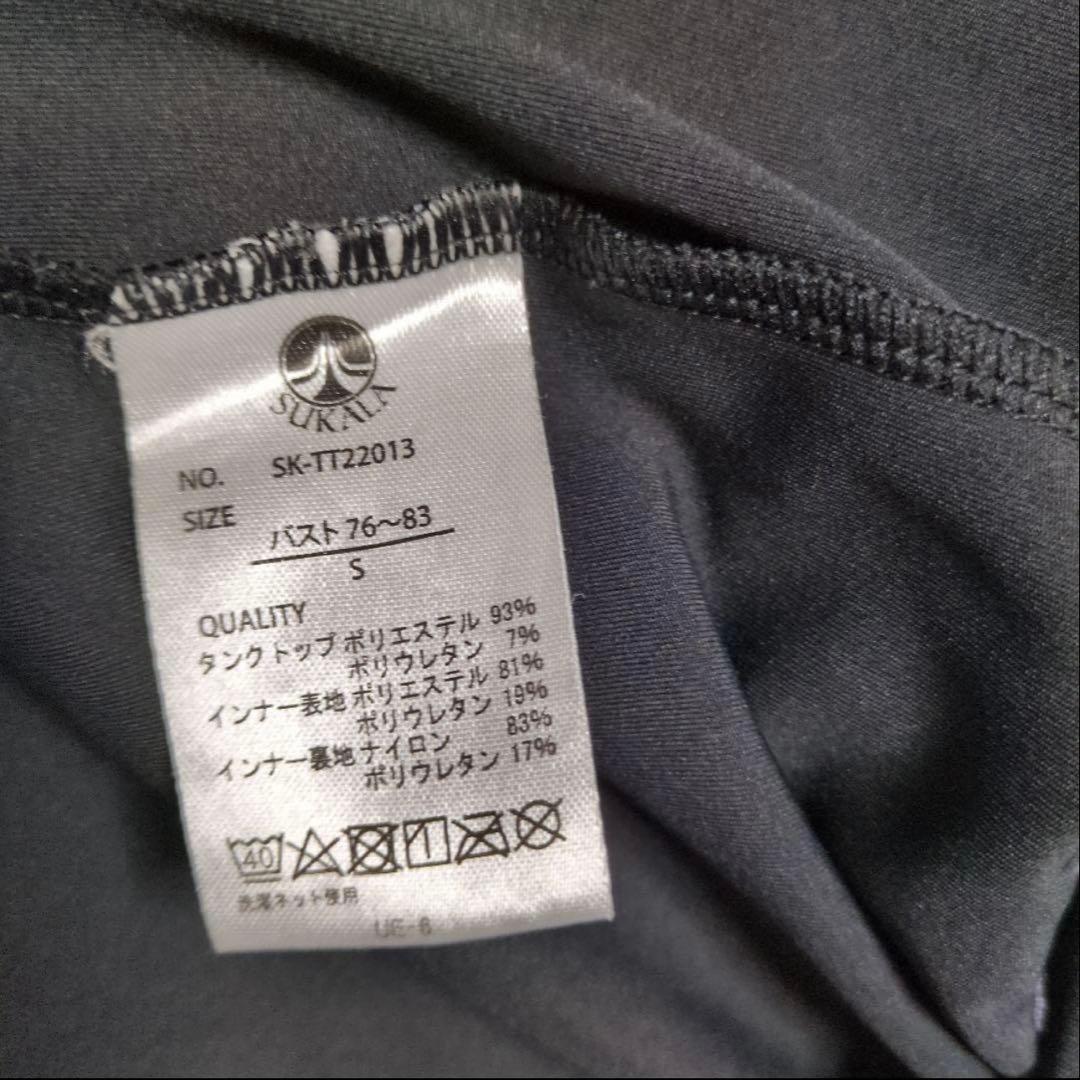 SUKALA
NO. SK-TT22013
SIZE
バスト 76〜83
S
QUALITY
タンクトップ ポリエステル 93%
ポリウレタン 7%
インナー表地 ポリエステル 81%
ポリウレタン 19%
インナー裏地 ナイロン 83%
ポリウレタン 17%
40
洗濯ネット使用
UE-6